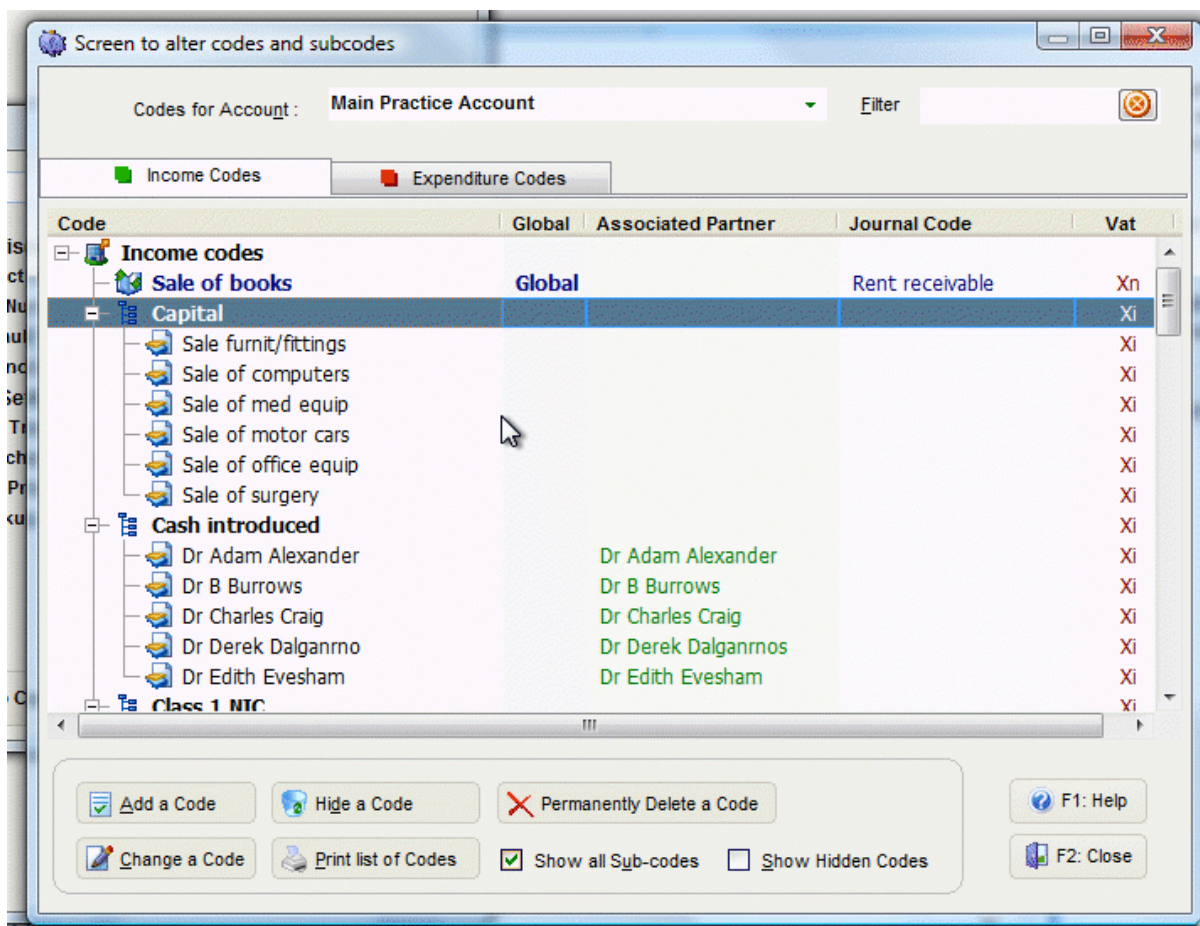 Screen to alter codes and subcodes
Codes for Account : Main Practice Account Filter
Income Codes Expenditure Codes
Code Global Associated Partner Journal Code Vat
Income codes
Sale of books Global Rent receivable Xn
Capital Xi
Sale furnit/fittings Xi
Sale of computers Xi
Sale of med equip Xi
Sale of motor cars Xi
Sale of office equip Xi
Sale of surgery Xi
Cash introduced Xi
Dr Adam Alexander Dr Adam Alexander Xi
Dr B Burrows Dr B Burrows Xi
Dr Charles Craig Dr Charles Craig Xi
Dr Derek Dalganrno Dr Derek Dalganrnos Xi
Dr Edith Evesham Dr Edith Evesham Xi
Class 1 NIC Xi
Add a Code Hide a Code Permanently Delete a Code F1: Help
Change a Code Print list of Codes Show all Sub-codes Show Hidden Codes F2: Close